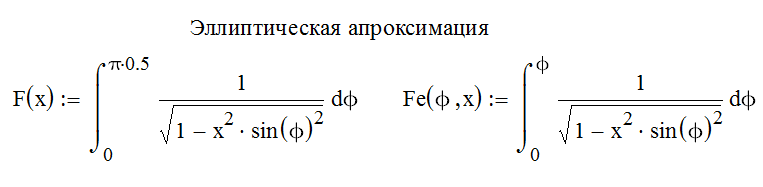 Эллиптическая апроксимация
F(x) := ∫₀^{π·0.5} 1/√(1 − x² · sin(ϕ)²) dϕ Fe(ϕ,x) := ∫₀^{ϕ} 1/√(1 − x² · sin(ϕ)²) dϕ